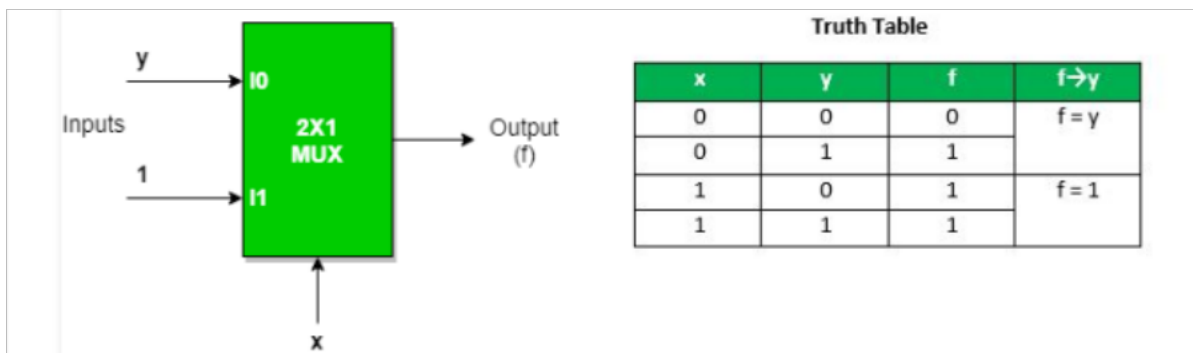 y
I0
Inputs
2X1
MUX
Output
(f)
1
I1
x
Truth Table
x y f f→y
0 0 0 f = y
0 1 1
1 0 1 f = 1
1 1 1